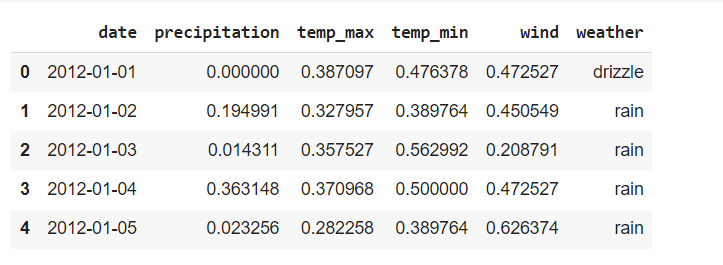 date precipitation temp_max temp_min wind weather
0 2012-01-01 0.000000 0.387097 0.476378 0.472527 drizzle
1 2012-01-02 0.194991 0.327957 0.389764 0.450549 rain
2 2012-01-03 0.014311 0.357527 0.562992 0.208791 rain
3 2012-01-04 0.363148 0.370968 0.500000 0.472527 rain
4 2012-01-05 0.023256 0.282258 0.389764 0.626374 rain